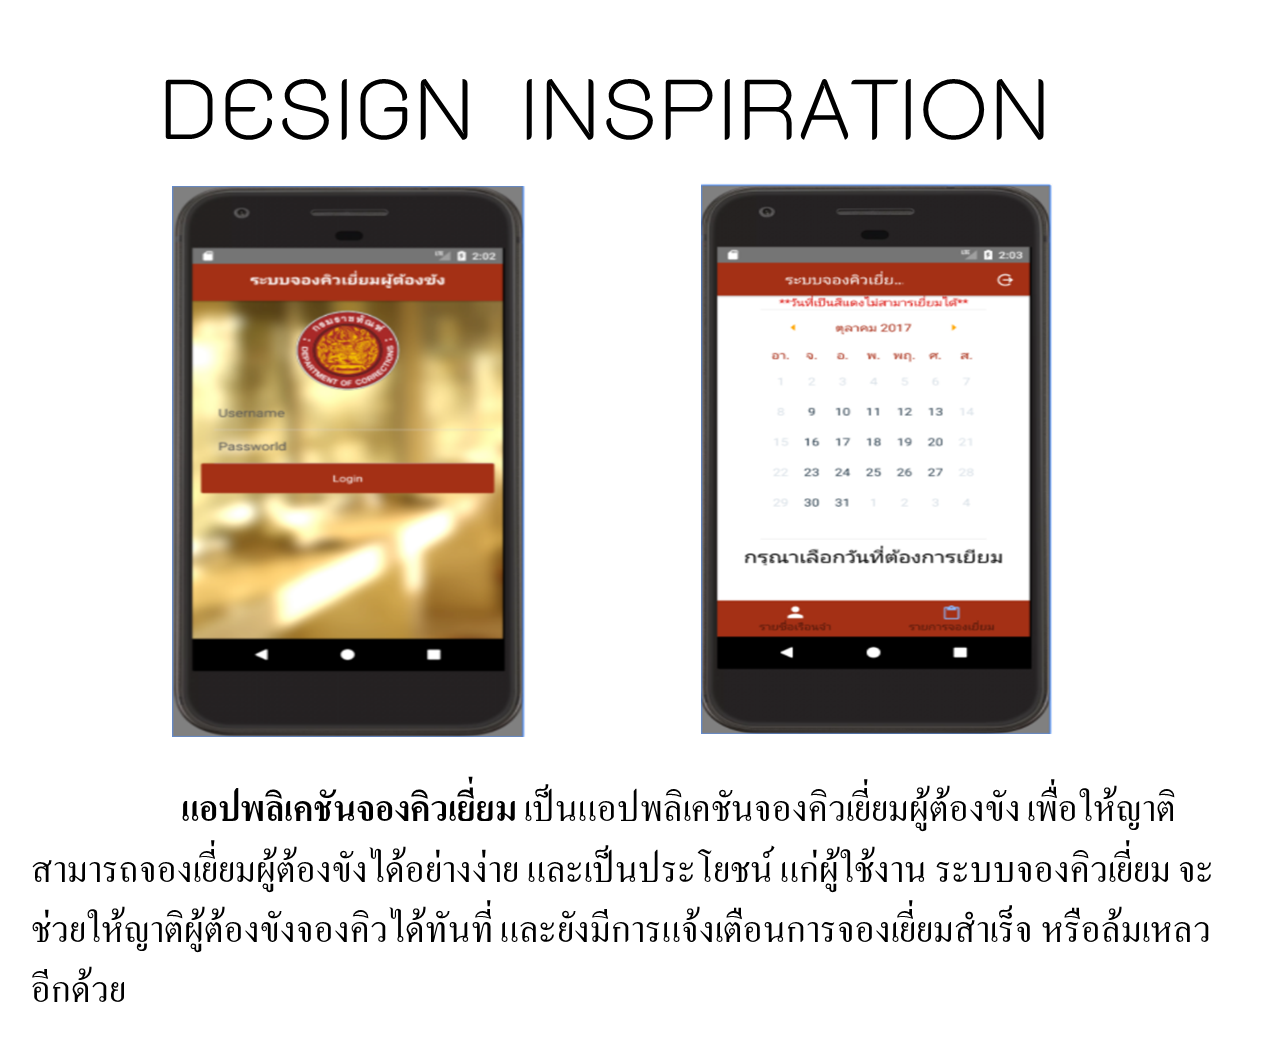 DESIGN INSPIRATION
2:02
ระบบจองคิวเยี่ยมผู้ต้องขัง
กรมราชทัณฑ์
DEPARTMENT OF CORRECTIONS
Username
Passworld
Login
2:03
ระบบจองคิวเยี่ย...
**วันที่เป็นสีแดงไม่สามารเยี่ยมได้**
ตุลาคม 2017
อา. จ. อ. พ. พฤ. ศ. ส.
1 2 3 4 5 6 7
8 9 10 11 12 13 14
15 16 17 18 19 20 21
22 23 24 25 26 27 28
29 30 31 1 2 3 4
กรุณาเลือกวันที่ต้องการเยี่ยม
รายชื่อเรือนจำ รายการจองเยี่ยม
แอปพลิเคชันจองคิวเยี่ยม เป็นแอปพลิเคชันจองคิวเยี่ยมผู้ต้องขัง เพื่อให้ญาติ
สามารถจองเยี่ยมผู้ต้องขังได้อย่างง่าย และเป็นประโยชน์ แก่ผู้ใช้งาน ระบบจองคิวเยี่ยม จะ
ช่วยให้ญาติผู้ต้องขังจองคิวได้ทันที่ และยังมีการแจ้งเตือนการจองเยี่ยมสำเร็จ หรือล้มเหลว
อีกด้วย